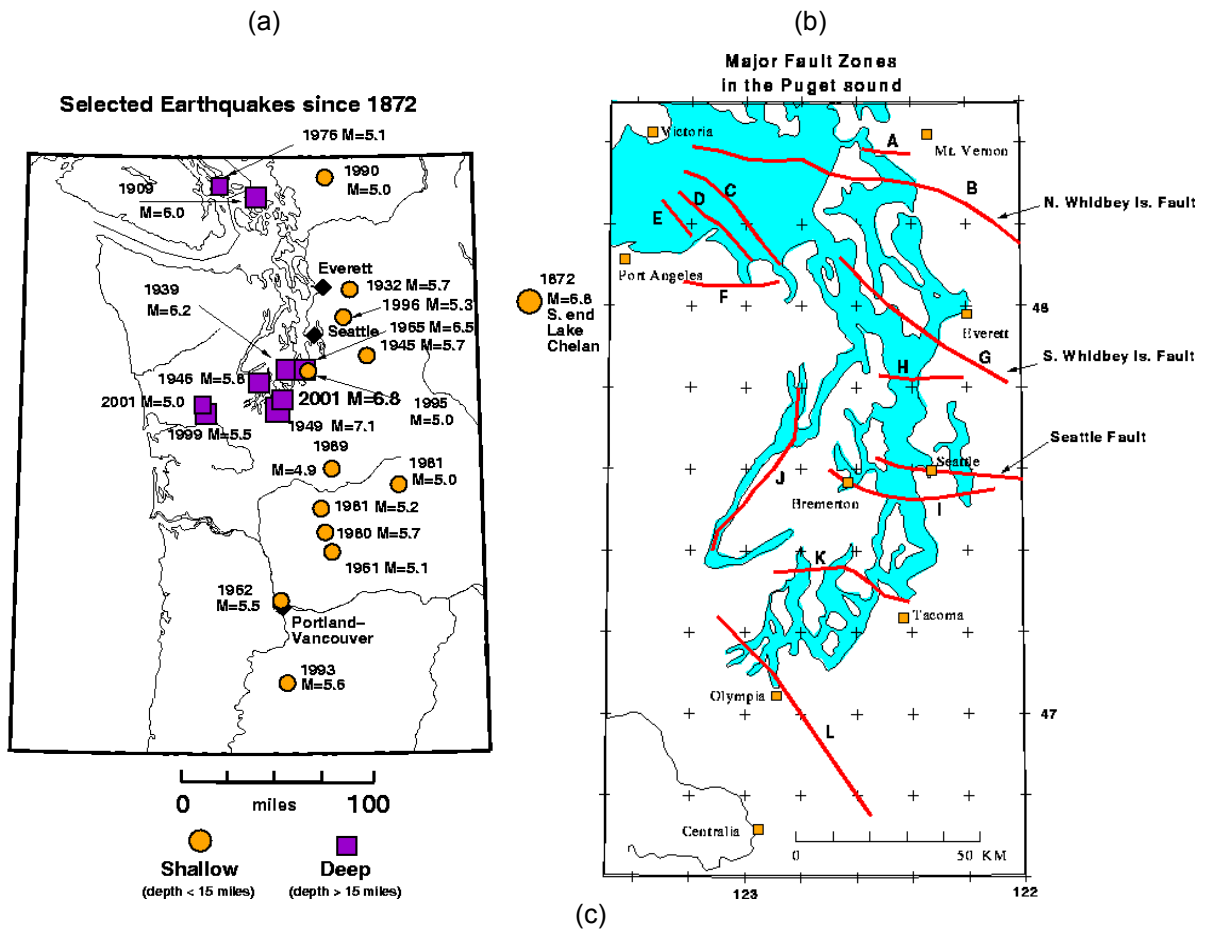 (a)
Selected Earthquakes since 1872
1976 M=5.1
1909
M=6.0
1990
M=5.0
Everett
1932 M=5.7
1939
M=6.2
1996 M=5.3
Seattle
1965 M=6.5
1945 M=5.7
1946 M=5.8
2001 M=5.0
2001 M=6.8
1995
M=5.0
1999 M=5.5
1949 M=7.1
1989
M=4.9
1981
M=5.0
1981 M=5.2
1980 M=5.7
1961 M=5.1
1962
M=5.5
Portland–
Vancouver
1993
M=5.6
0 miles 100
Shallow
(depth < 15 miles)
Deep
(depth > 15 miles)
1872
M=6.8
S. end
Lake
Chelan
(b)
Major Fault Zones
in the Puget sound
Victoria
A
Mt. Vernon
B
N. Whidbey Is. Fault
C
D
E
Port Angeles
F
48
Everett
G
S. Whidbey Is. Fault
H
Seattle Fault
Seattle
J
Bremerton
I
K
Tacoma
Olympia
47
L
Centralia
0 50 KM
123
122
(c)